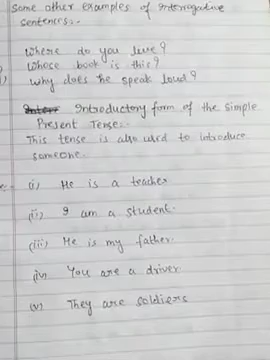 Some other examples of Interrogative
sentences:-
Where do you live?
Whose book is this?
Why does he speak loud?
Introductory form of the simple
Present Tense:-
This tense is also used to introduce
someone.
(i) He is a teacher
(ii) I am a student.
(iii) He is my father.
(iv) You are a driver
(v) They are soldiers